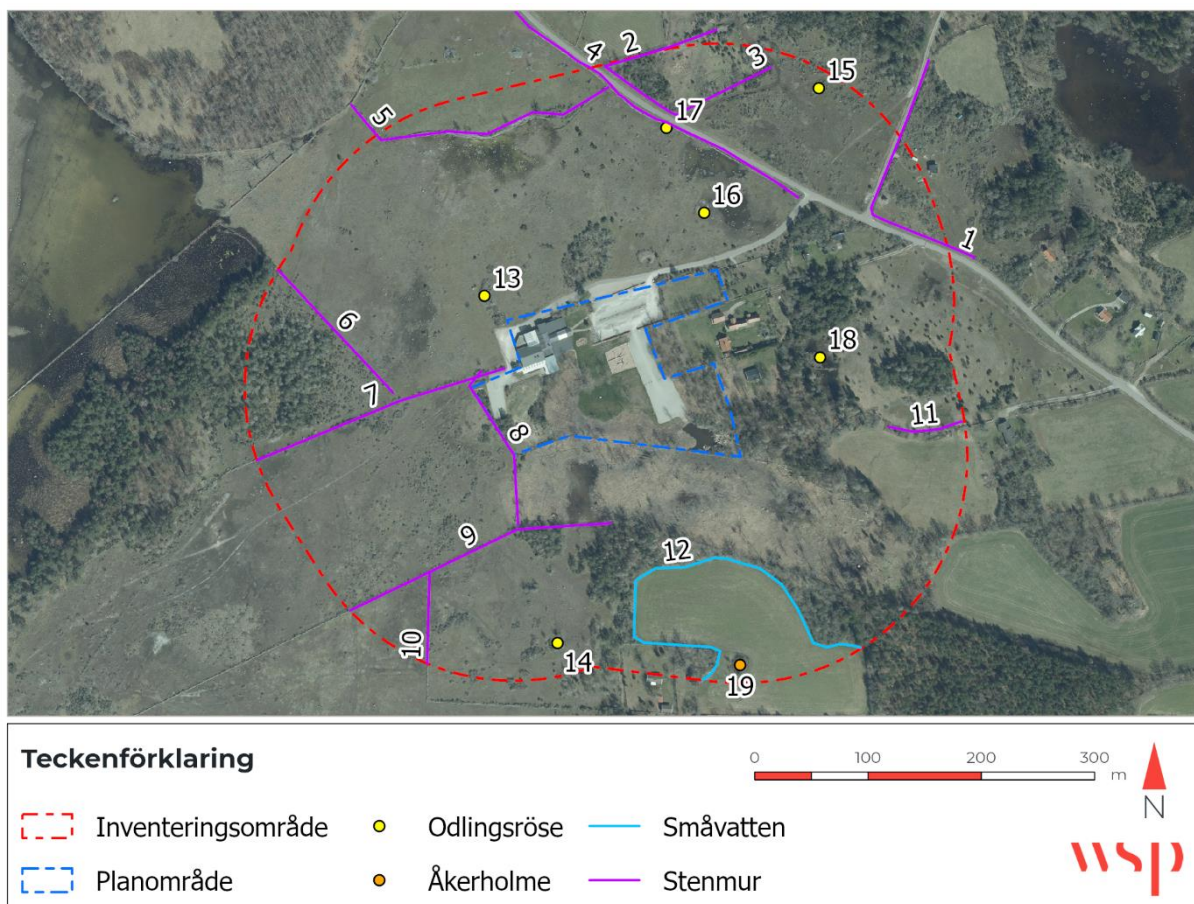 4
2
3
15
5
17
16
1
13
6
18
7
8
11
9
12
10
14
19
Teckenförklaring
0 100 200 300 m
N
Inventeringsområde
Odlingsröse
Småvatten
Planområde
Åkerholme
Stenmur
wsp